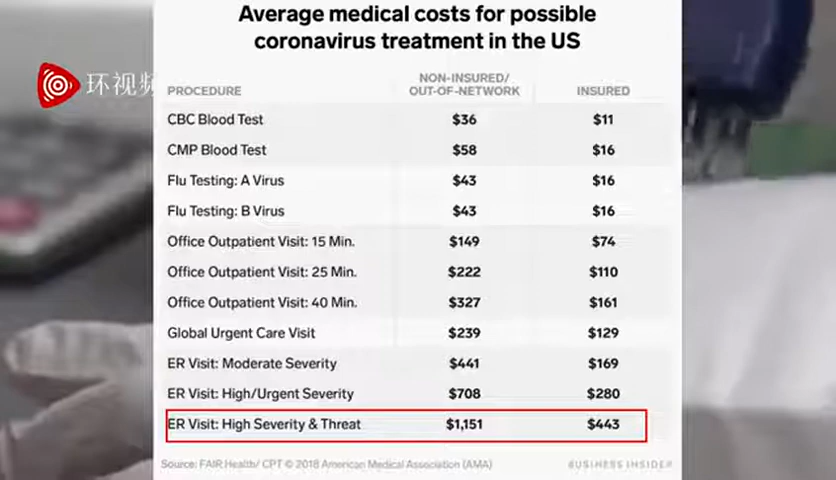 Average medical costs for possible
coronavirus treatment in the US
环视频
PROCEDURE NON-INSURED/ OUT-OF-NETWORK INSURED
CBC Blood Test $36 $11
CMP Blood Test $58 $16
Flu Testing: A Virus $43 $16
Flu Testing: B Virus $43 $16
Office Outpatient Visit: 15 Min. $149 $74
Office Outpatient Visit: 25 Min. $222 $110
Office Outpatient Visit: 40 Min. $327 $161
Global Urgent Care Visit $239 $129
ER Visit: Moderate Severity $441 $169
ER Visit: High/Urgent Severity $708 $280
ER Visit: High Severity & Threat $1,151 $443
Source: FAIR Health/ CPT © 2018 American Medical Association (AMA) BUSINESS INSIDER